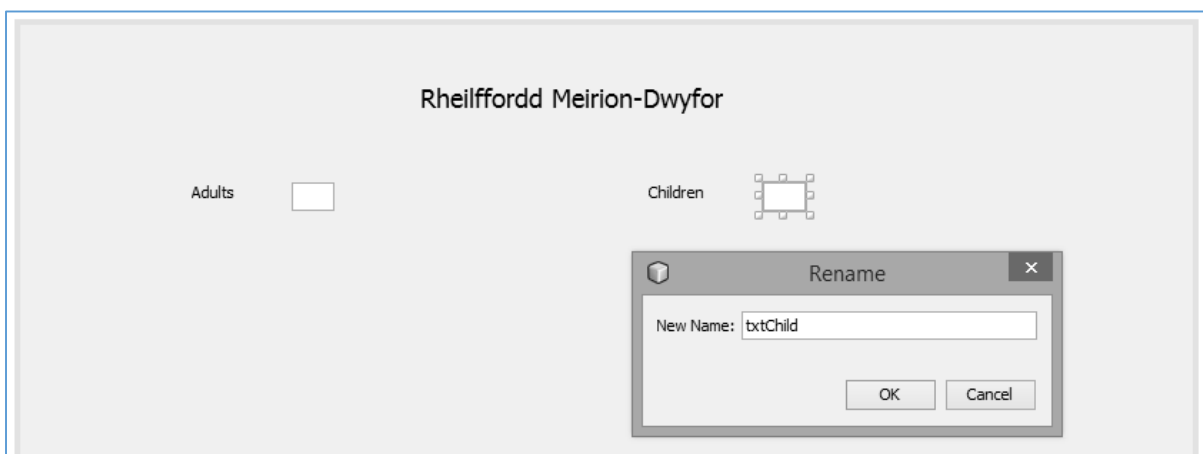 Rheilffordd Meirion-Dwyfor
Adults
Children
Rename
New Name: txtChild
OK Cancel